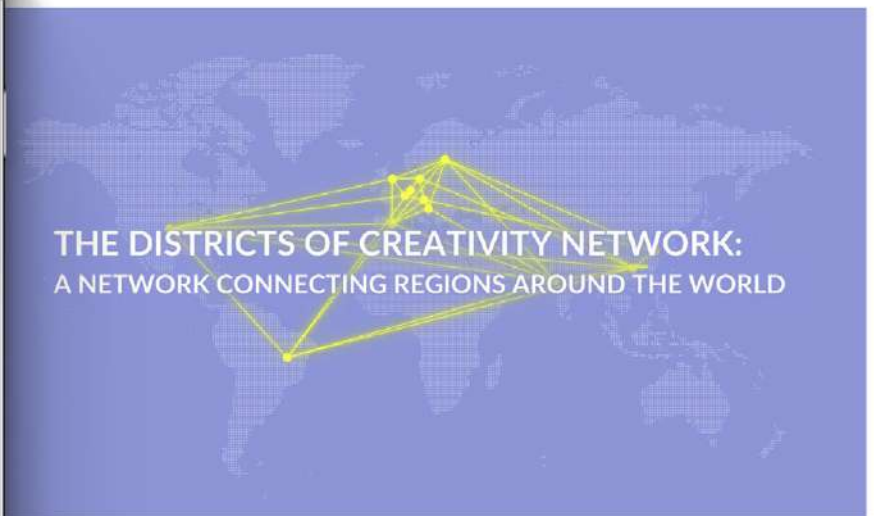 THE DISTRICTS OF CREATIVITY NETWORK:
A NETWORK CONNECTING REGIONS AROUND THE WORLD